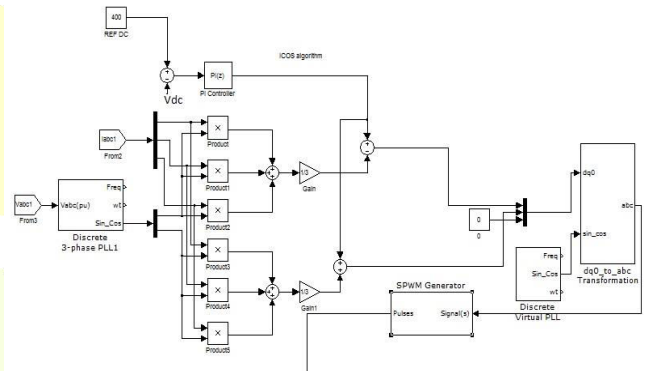 400
REF DC
ICOS algorithm
PI(z)
PI Controller
Vdc
Iabc1
From2
Product
Product1
Product2
1/3
Gain
Vabc1
From3
Vabc(pu)
Freq
wt
Sin_Cos
Discrete
3-phase PLL1
Product3
Product4
Product5
1/3
Gain1
0
0
dq0
abc
sin_cos
dq0_to_abc
Transformation
Freq
Sin_Cos
wt
Discrete
Virtual PLL
SPWM Generator
Pulses
Signal(s)